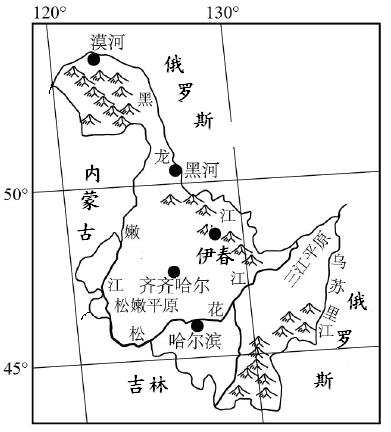 120°
130°
漠河
俄
罗
斯
黑
龙
江
黑河
50°
内
蒙
古
嫩
江
伊春
齐齐哈尔
松嫩平原
松
花
江
哈尔滨
三江平原
乌
苏
里
江
俄
罗
斯
45°
吉林